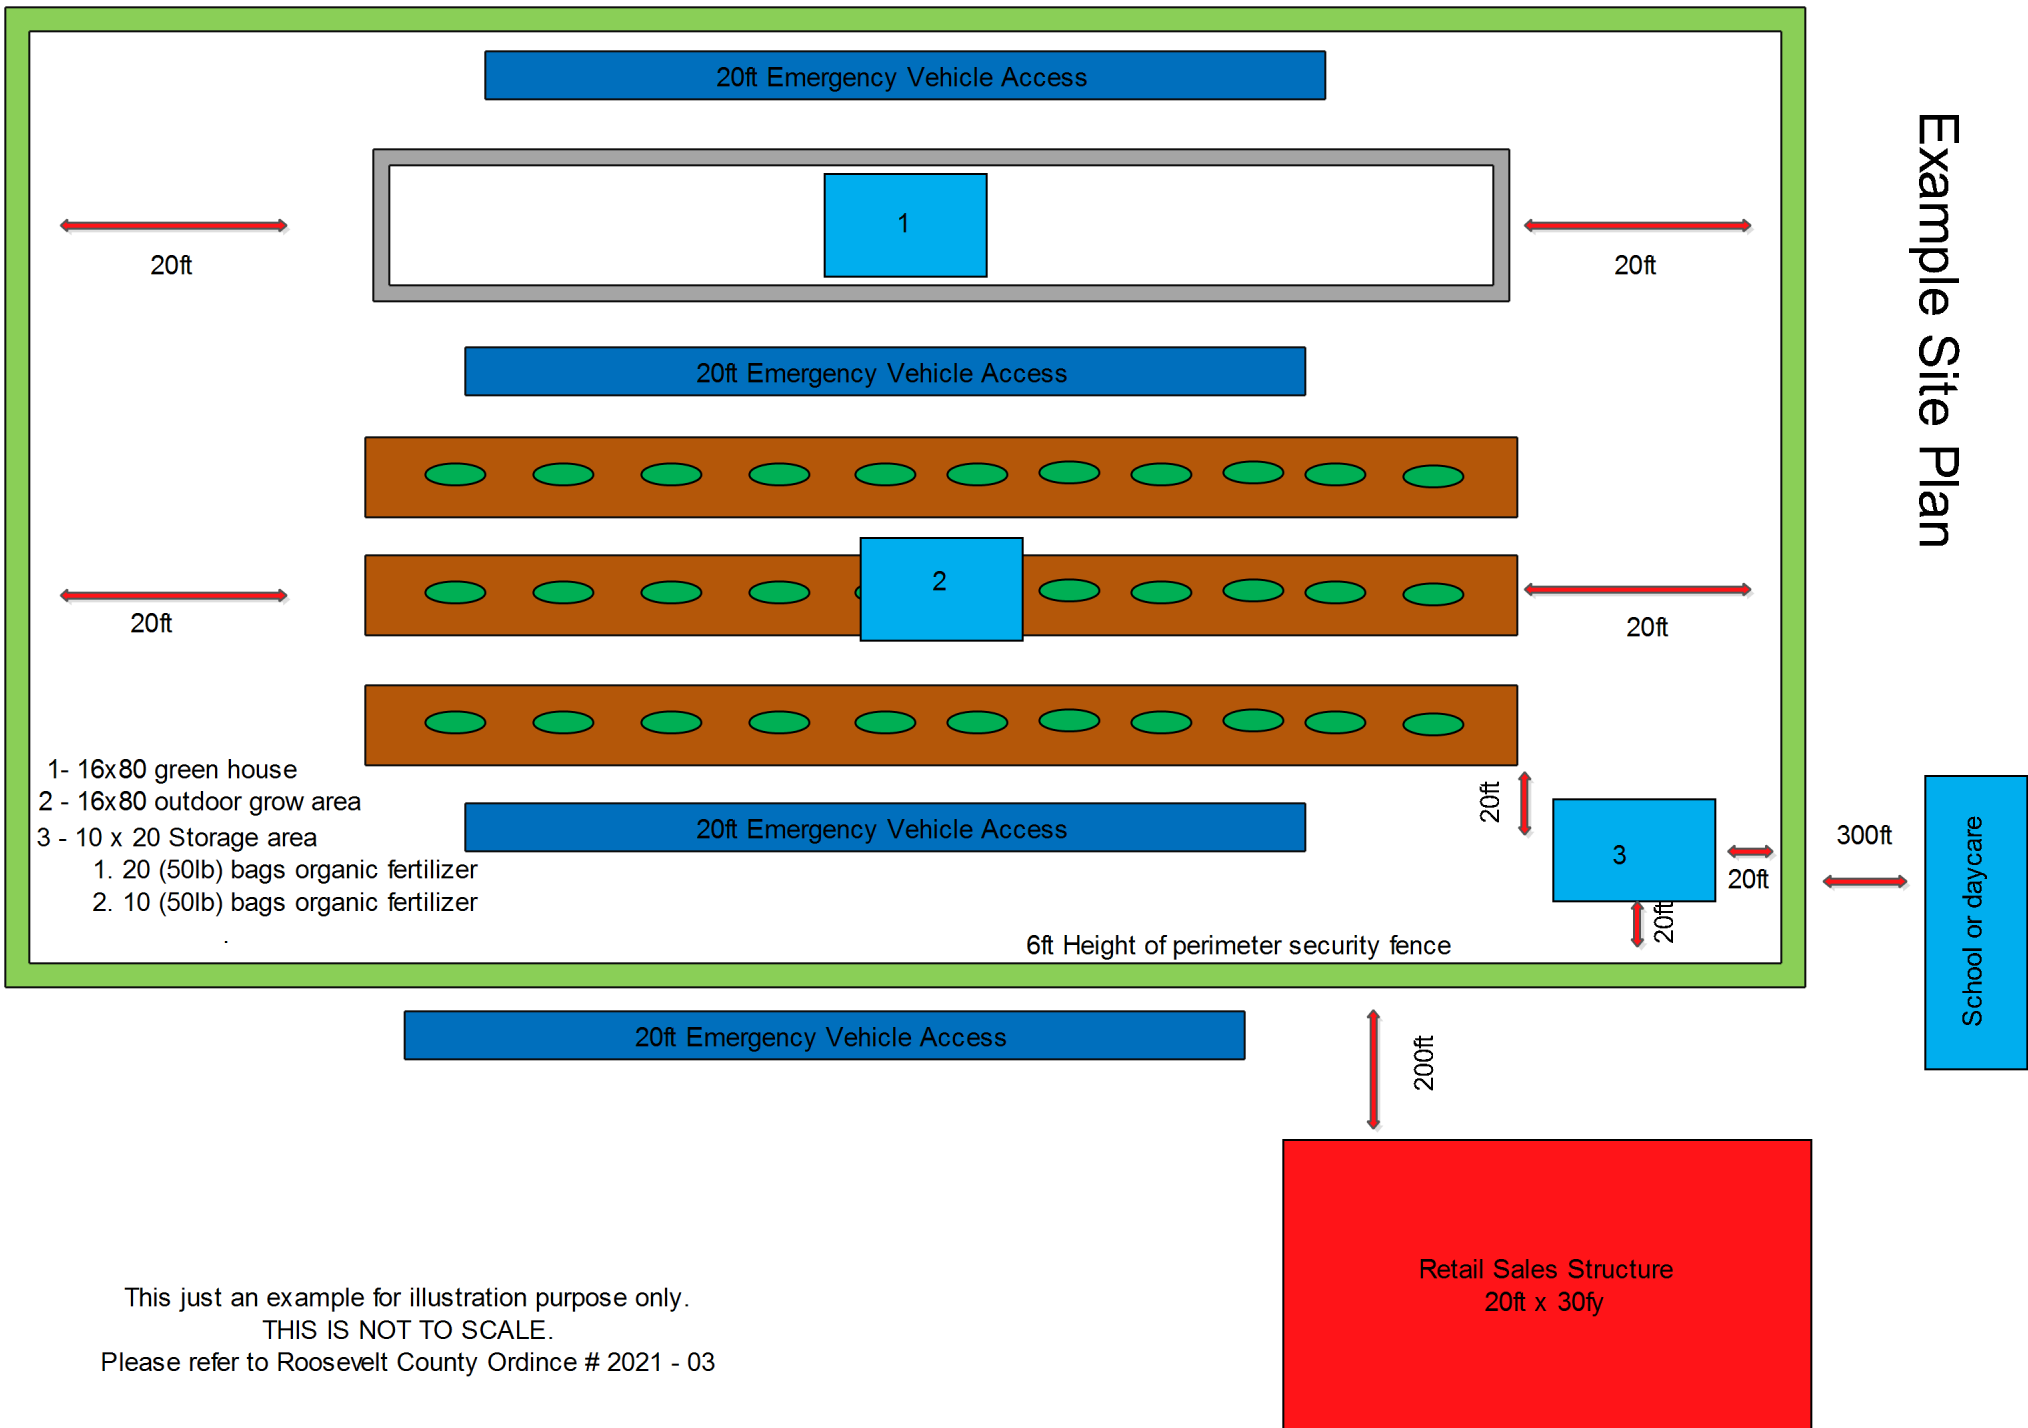 20ft Emergency Vehicle Access
Example Site Plan
1
20ft
20ft
20ft Emergency Vehicle Access
2
20ft
20ft
1- 16x80 green house
2 - 16x80 outdoor grow area
3 - 10 x 20 Storage area
1. 20 (50lb) bags organic fertilizer
2. 10 (50lb) bags organic fertilizer
.
20ft Emergency Vehicle Access
20ft
3
20ft
20ft
300ft
School or daycare
6ft Height of perimeter security fence
20ft Emergency Vehicle Access
200ft
Retail Sales Structure
20ft x 30fy
This just an example for illustration purpose only.
THIS IS NOT TO SCALE.
Please refer to Roosevelt County Ordince # 2021 - 03